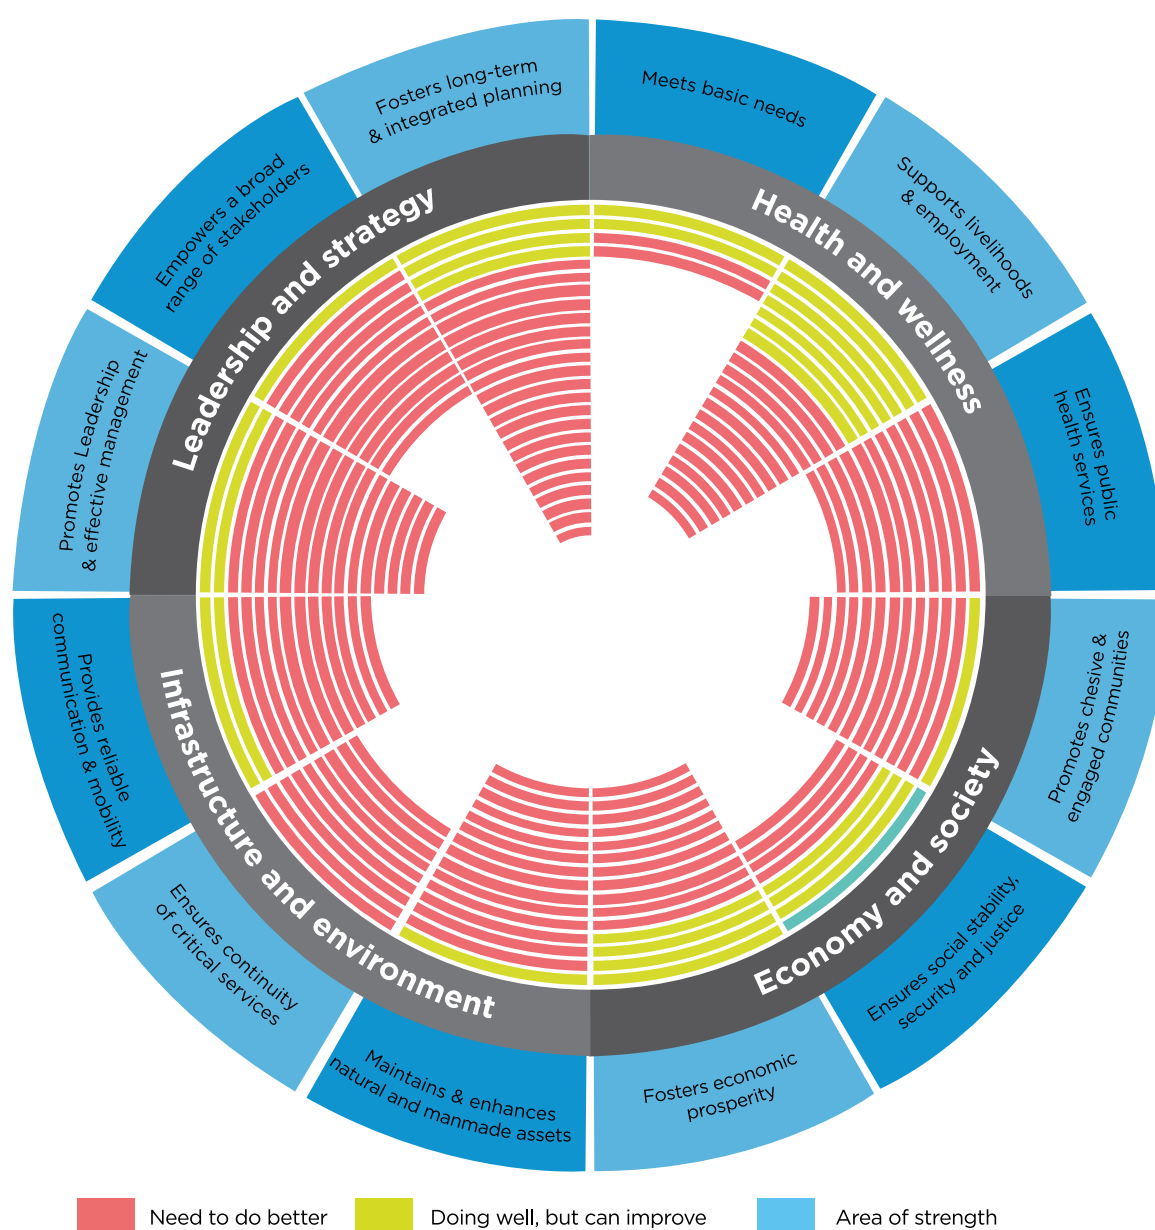 Fosters long-term
& integrated planning
Meets basic needs
Supports livelihoods
& employment
Ensures public
health services
Promotes chesive &
engaged communities
Ensures social stability,
security and justice
Fosters economic
prosperity
Maintains & enhances
natural and manmade assets
Ensures continuity
of critical services
Provides reliable
communication & mobility
Promotes Leadership
& effective management
Empowers a broad
range of stakeholders
Leadership and strategy
Health and wellness
Economy and society
Infrastructure and environment
Need to do better
Doing well, but can improve
Area of strength